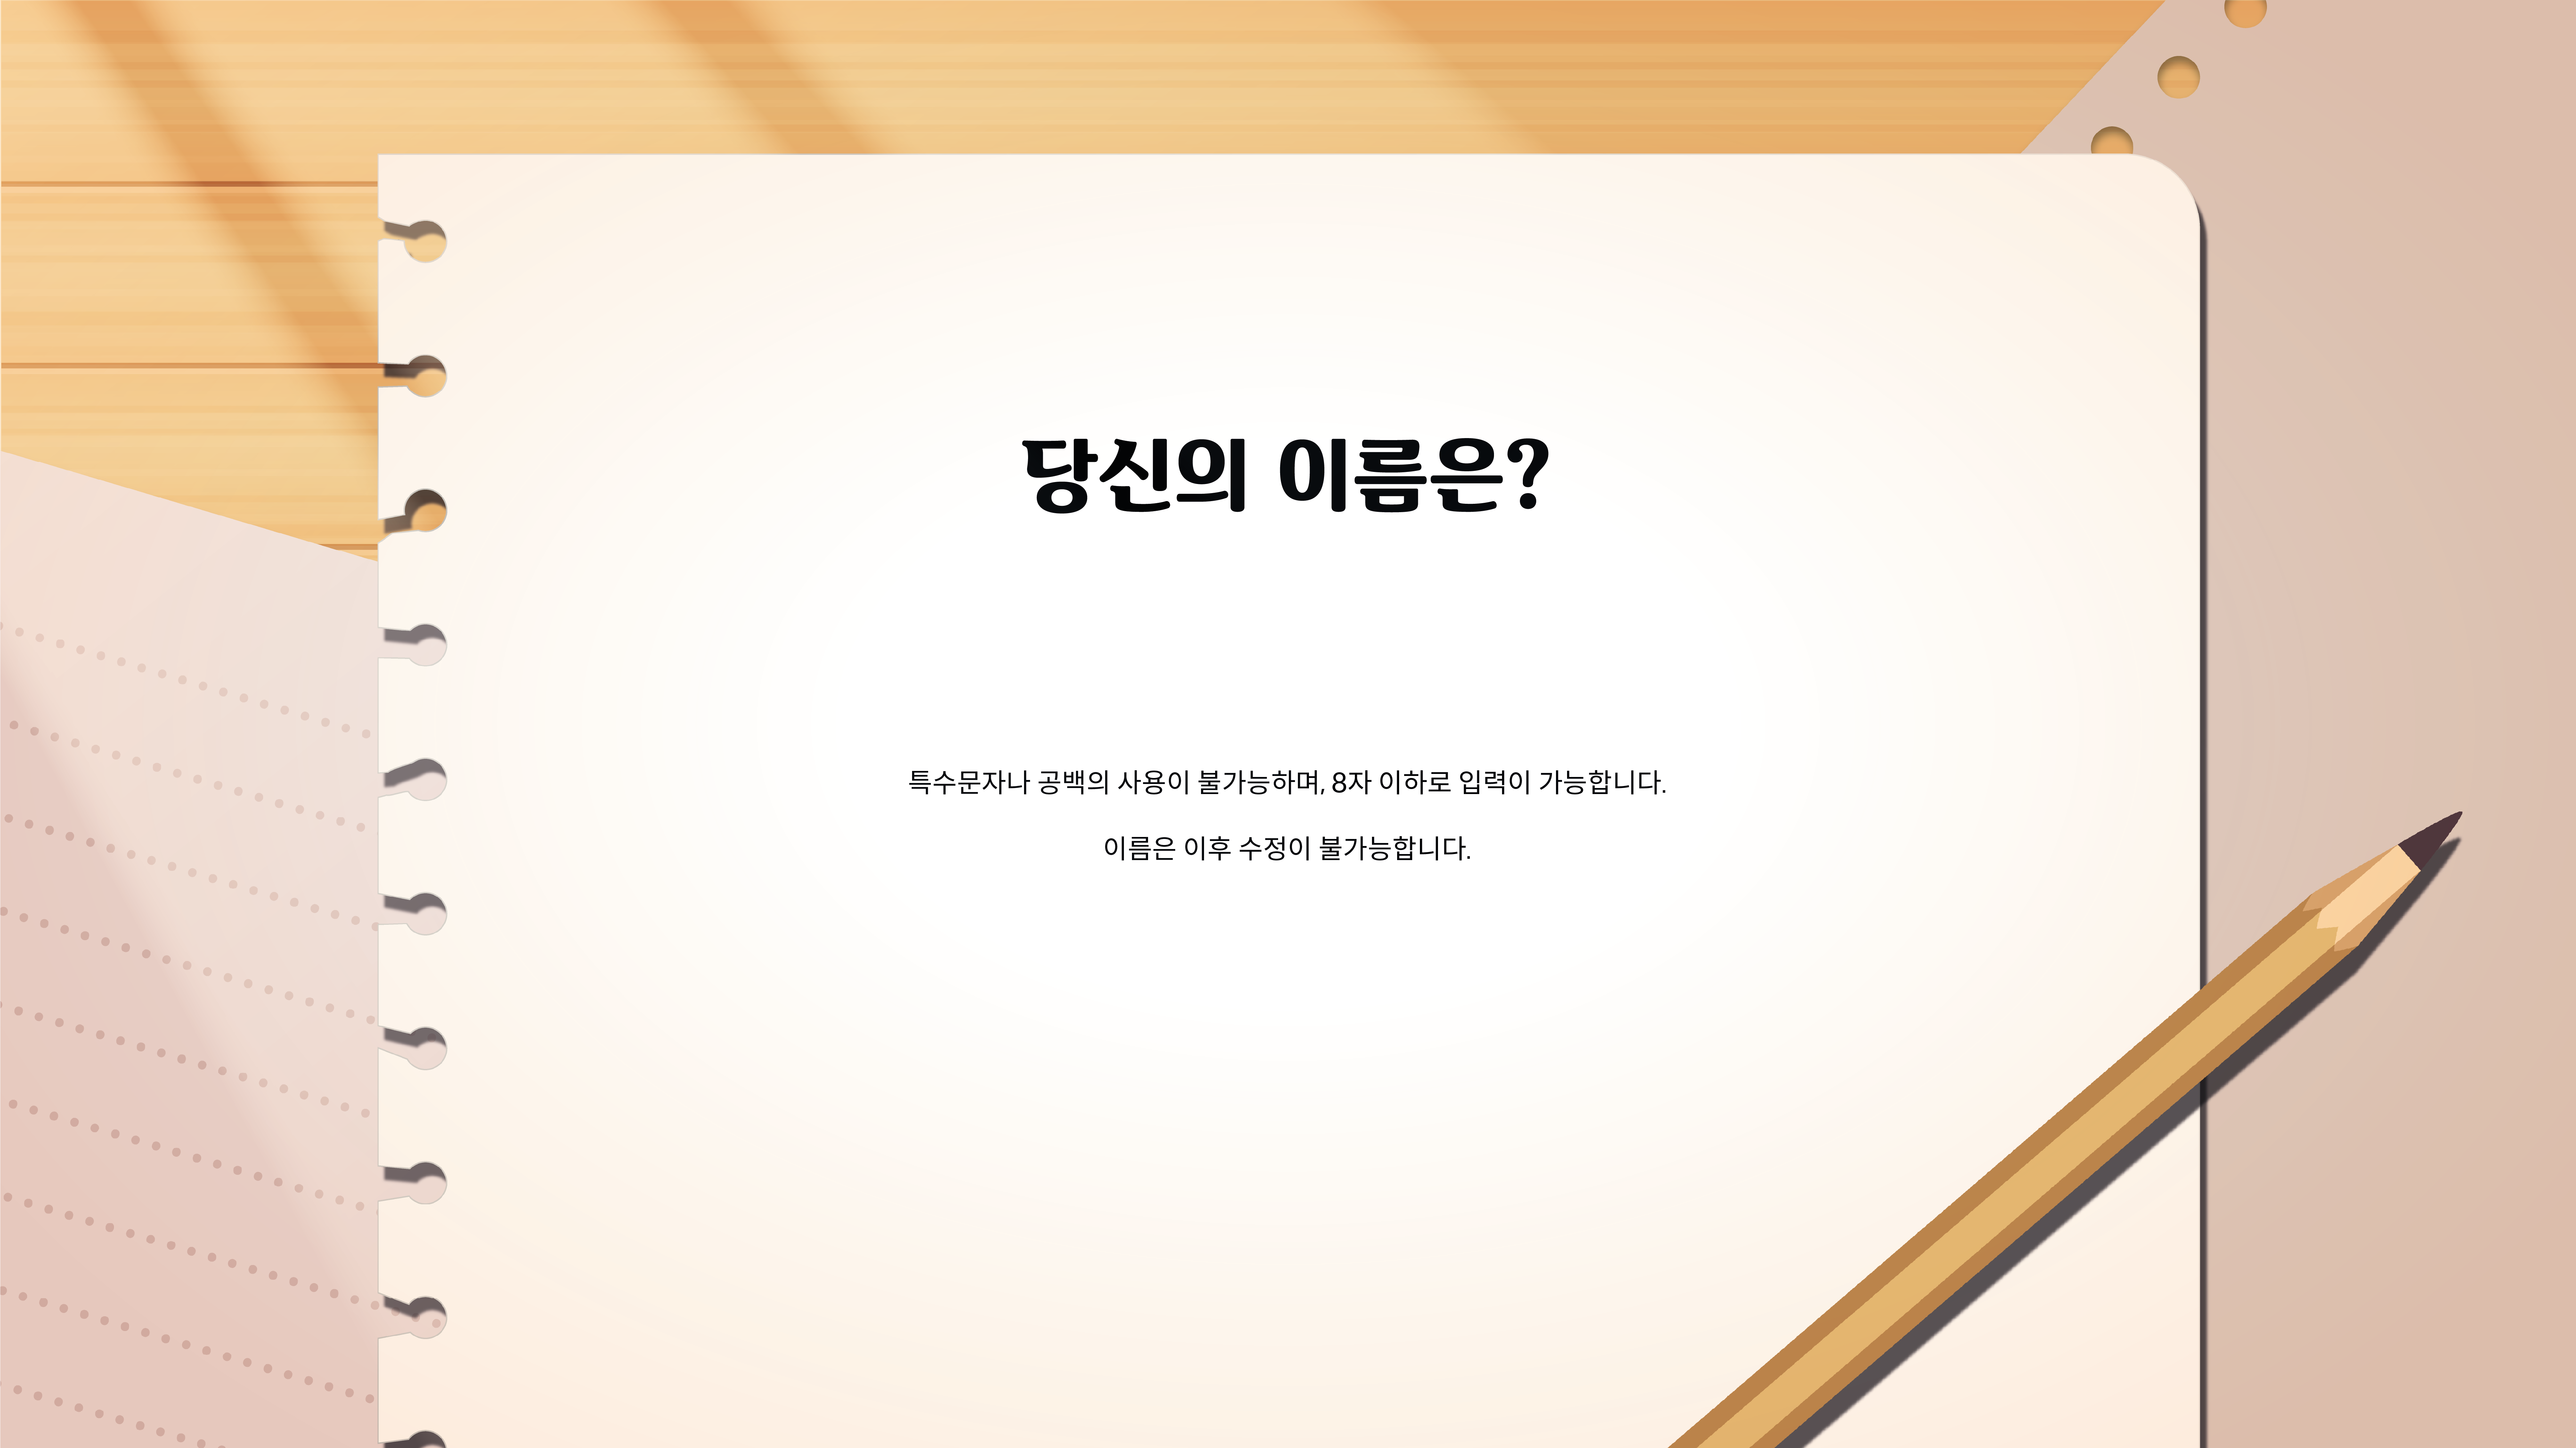 당신의 이름은?
특수문자나 공백의 사용이 불가능하며, 8자 이하로 입력이 가능합니다.
이름은 이후 수정이 불가능합니다.